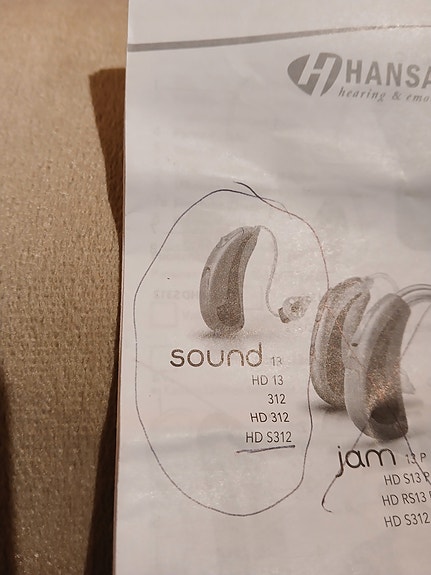 HANSA
hearing & emo
sound 13
HD 13
312
HD 312
HD S312
jam 13 P
HD S13 P
HD RS13
HD S312